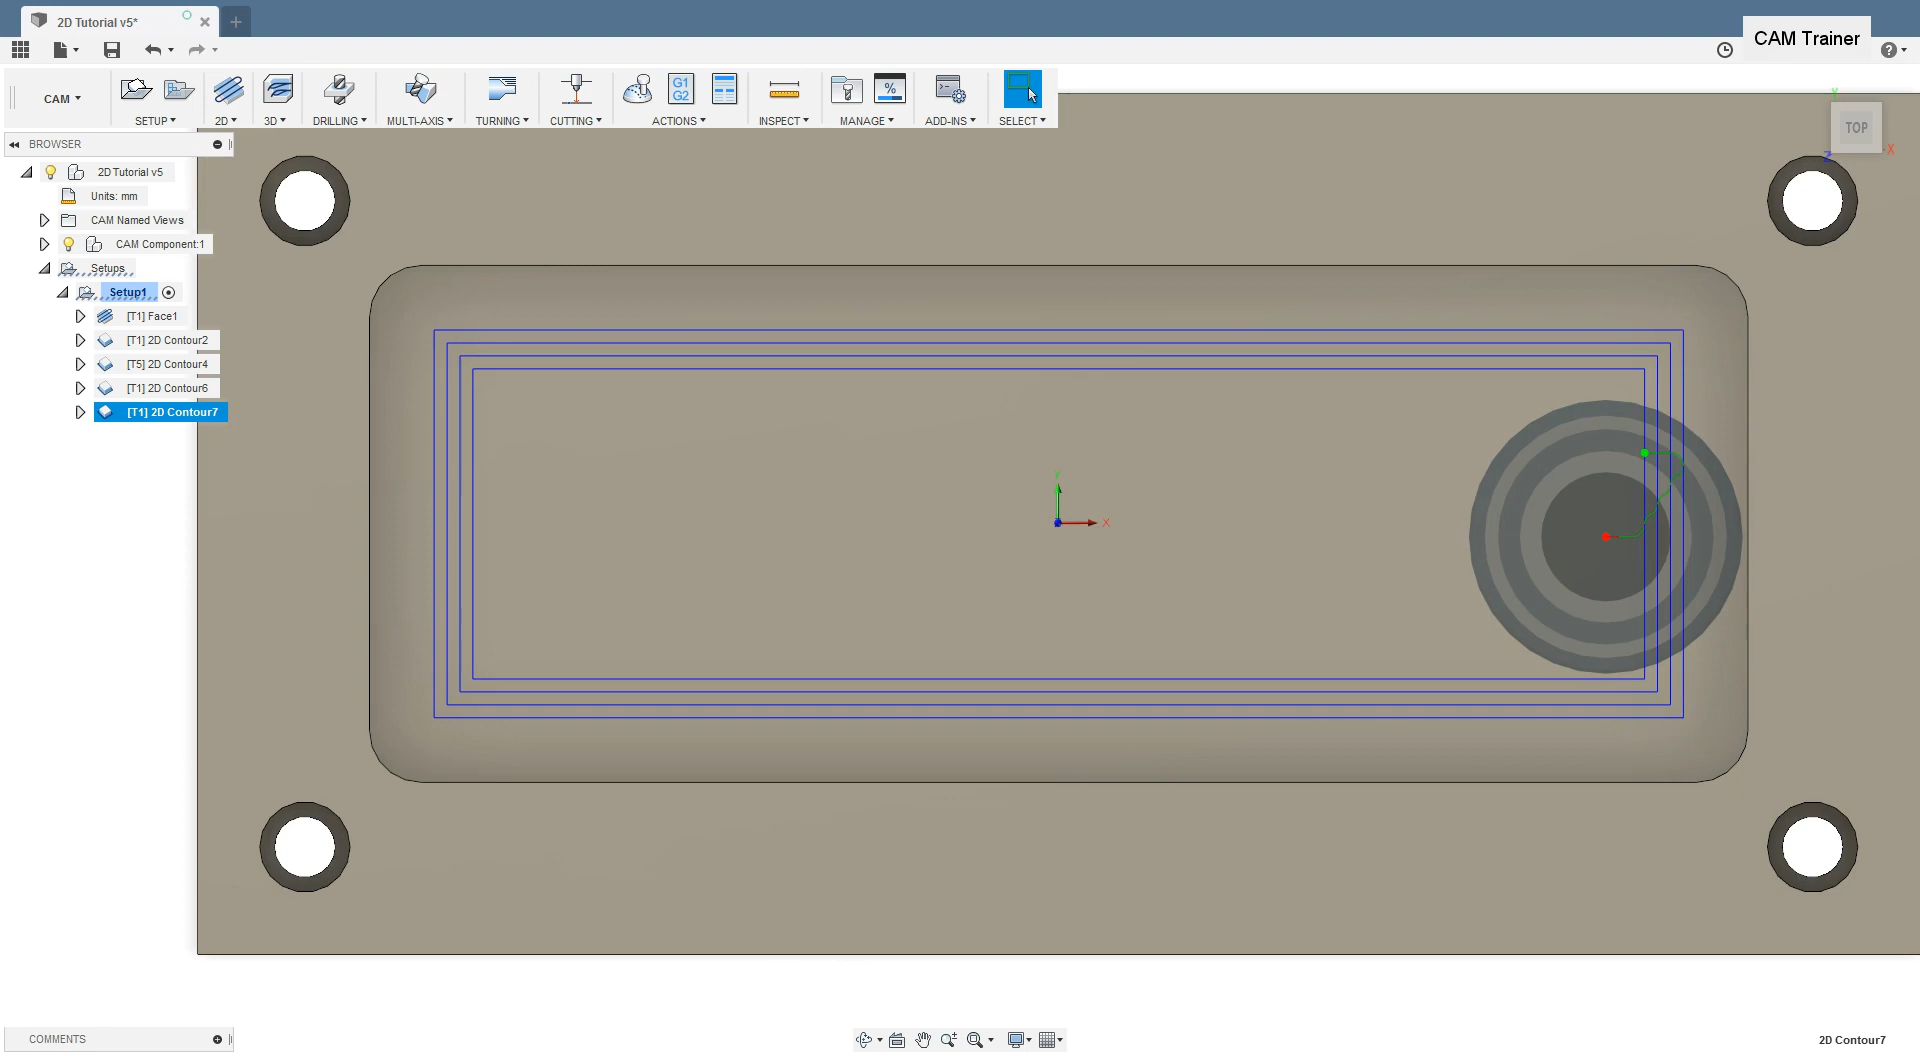 2D Tutorial v5*
CAM Trainer
CAM
SETUP
2D
3D
DRILLING
MULTI-AXIS
TURNING
CUTTING
G1
G2
ACTIONS
INSPECT
%
MANAGE
ADD-INS
SELECT
BROWSER
2D Tutorial v5
Units: mm
CAM Named Views
CAM Component:1
Setups
Setup1
[T1] Face1
[T1] 2D Contour2
[T5] 2D Contour4
[T1] 2D Contour6
[T1] 2D Contour7
Y
TOP
Z
X
Y
X
COMMENTS
2D Contour7